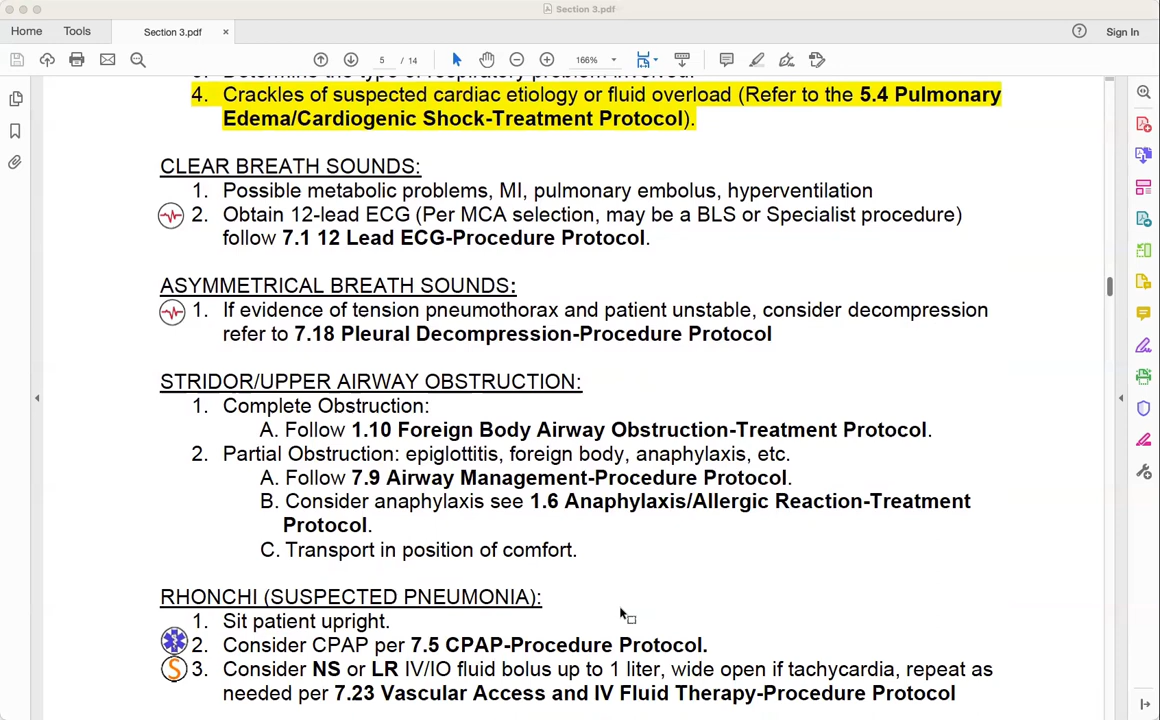 Section 3.pdf
Home Tools Section 3.pdf × ? Sign In
5 / 14 166%
3. Determine the type of respiratory problem involved.
4. Crackles of suspected cardiac etiology or fluid overload (Refer to the 5.4 Pulmonary
Edema/Cardiogenic Shock-Treatment Protocol).
CLEAR BREATH SOUNDS:
1. Possible metabolic problems, MI, pulmonary embolus, hyperventilation
2. Obtain 12-lead ECG (Per MCA selection, may be a BLS or Specialist procedure)
follow 7.1 12 Lead ECG-Procedure Protocol.
ASYMMETRICAL BREATH SOUNDS:
1. If evidence of tension pneumothorax and patient unstable, consider decompression
refer to 7.18 Pleural Decompression-Procedure Protocol
STRIDOR/UPPER AIRWAY OBSTRUCTION:
1. Complete Obstruction:
A. Follow 1.10 Foreign Body Airway Obstruction-Treatment Protocol.
2. Partial Obstruction: epiglottitis, foreign body, anaphylaxis, etc.
A. Follow 7.9 Airway Management-Procedure Protocol.
B. Consider anaphylaxis see 1.6 Anaphylaxis/Allergic Reaction-Treatment
Protocol.
C. Transport in position of comfort.
RHONCHI (SUSPECTED PNEUMONIA):
1. Sit patient upright.
2. Consider CPAP per 7.5 CPAP-Procedure Protocol.
S 3. Consider NS or LR IV/IO fluid bolus up to 1 liter, wide open if tachycardia, repeat as
needed per 7.23 Vascular Access and IV Fluid Therapy-Procedure Protocol